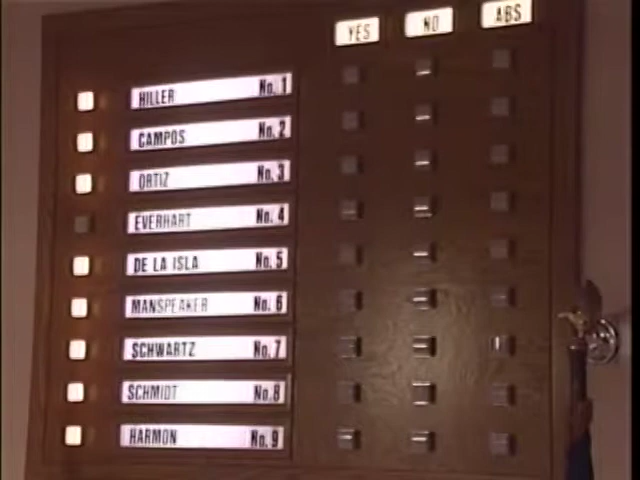 YES NO ABS
HILLER No. 1
CAMPOS No. 2
ORTIZ No. 3
EVERHART No. 4
DE LA ISLA No. 5
MANSPEAKER No. 6
SCHWARTZ No. 7
SCHMIDT No. 8
HARMON No. 9